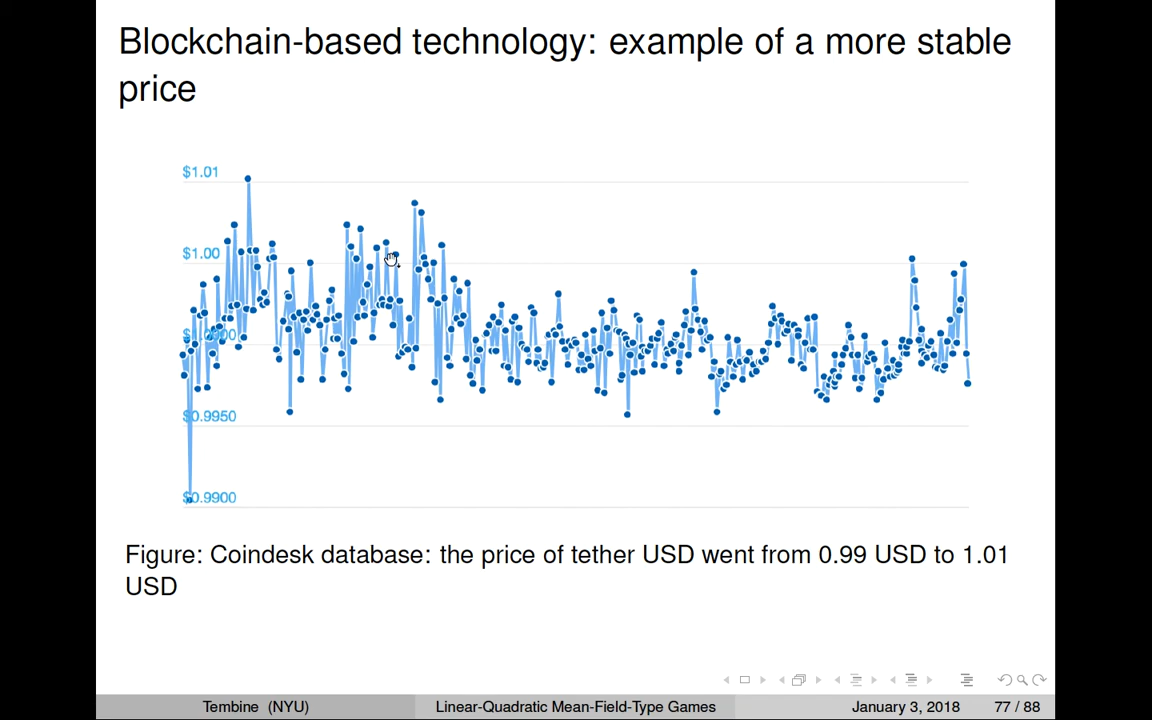 Blockchain-based technology: example of a more stable
price
$1.01
$1.00
$1.0000
$0.9950
$0.9900
Figure: Coindesk database: the price of tether USD went from 0.99 USD to 1.01
USD
Tembine (NYU)
Linear-Quadratic Mean-Field-Type Games
January 3, 2018
77 / 88